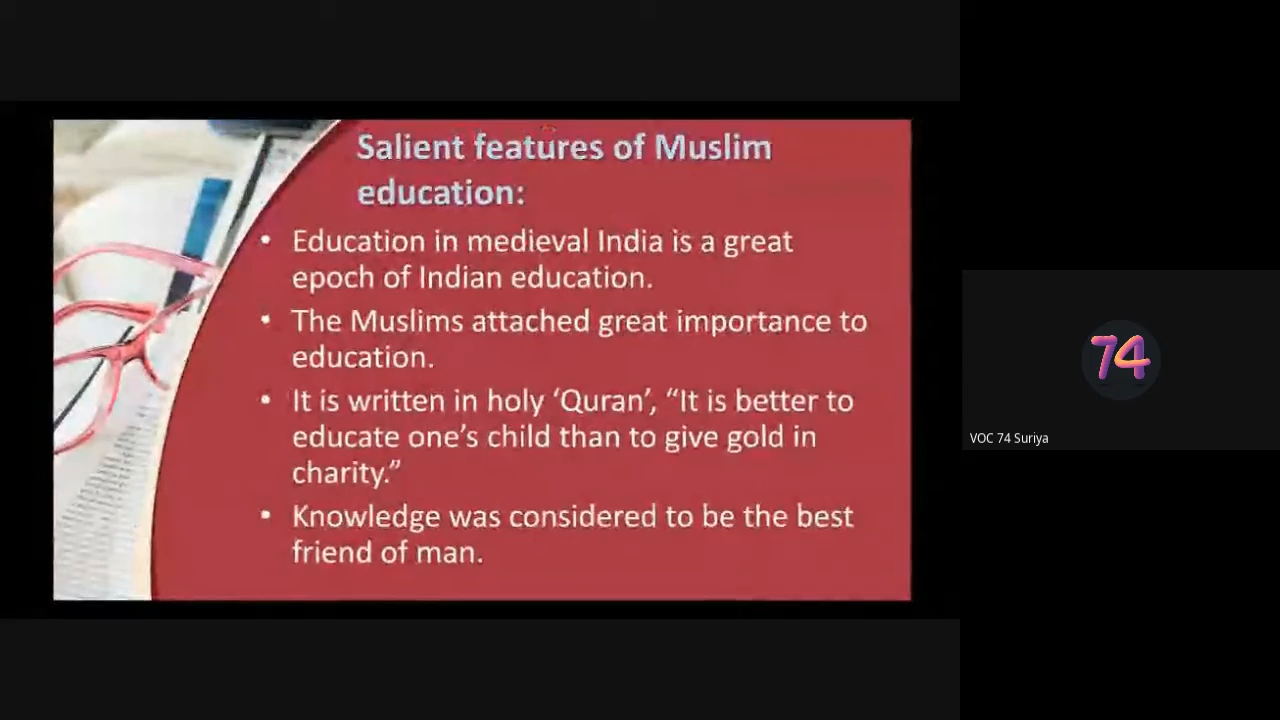 Salient features of Muslim
education:
• Education in medieval India is a great
epoch of Indian education.
• The Muslims attached great importance to
education.
• It is written in holy ‘Quran’, “It is better to
educate one’s child than to give gold in
charity.”
• Knowledge was considered to be the best
friend of man.
74
VOC 74 Suriya